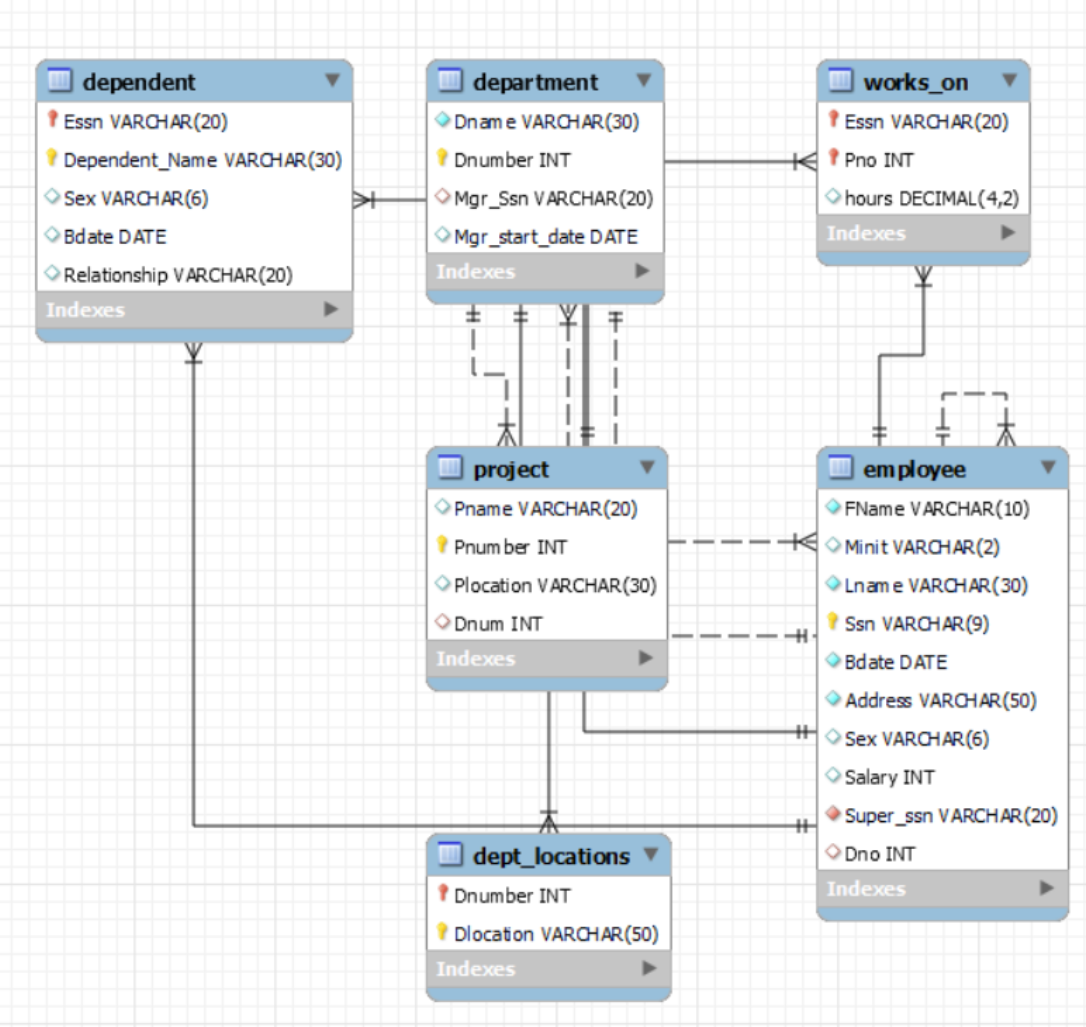 dependent
Essn VARCHAR(20)
Dependent_Name VARCHAR(30)
Sex VARCHAR(6)
Bdate DATE
Relationship VARCHAR(20)
Indexes
department
Dname VARCHAR(30)
Dnumber INT
Mgr_Ssn VARCHAR(20)
Mgr_start_date DATE
Indexes
works_on
Essn VARCHAR(20)
Pno INT
hours DECIMAL(4,2)
Indexes
project
Pname VARCHAR(20)
Pnumber INT
Plocation VARCHAR(30)
Dnum INT
Indexes
employee
FName VARCHAR(10)
Minit VARCHAR(2)
Lname VARCHAR(30)
Ssn VARCHAR(9)
Bdate DATE
Address VARCHAR(50)
Sex VARCHAR(6)
Salary INT
Super_ssn VARCHAR(20)
Dno INT
Indexes
dept_locations
Dnumber INT
Dlocation VARCHAR(50)
Indexes